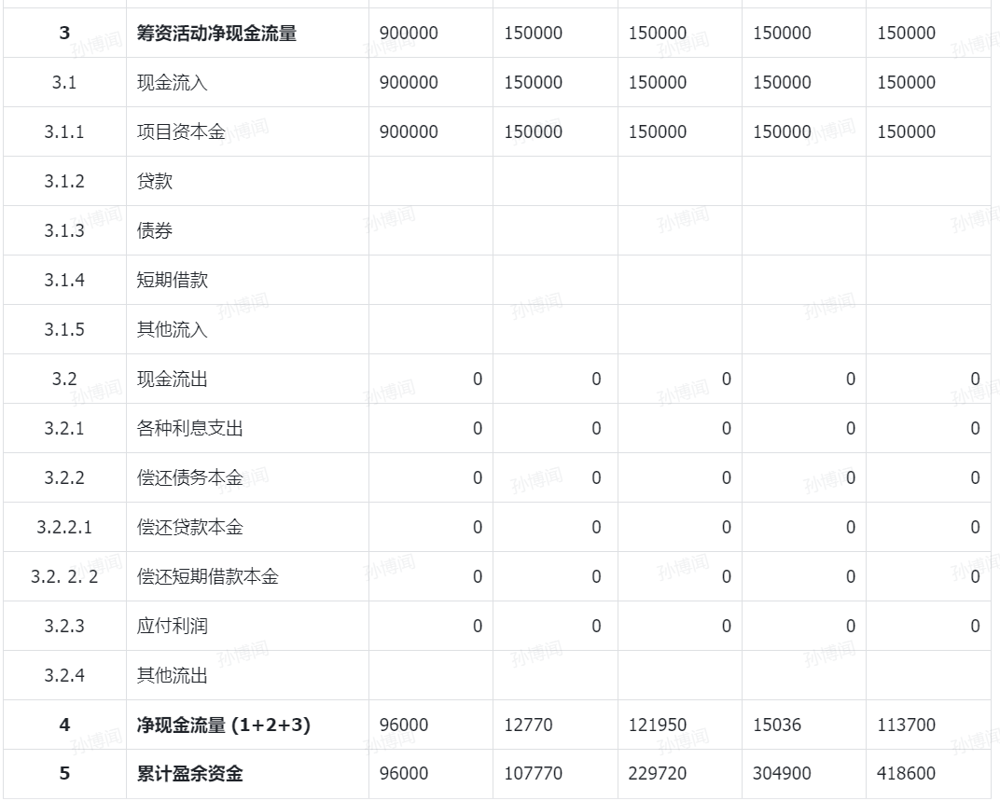 3 筹资活动净现金流量 900000 150000 150000 150000 150000
3.1 现金流入 900000 150000 150000 150000 150000
3.1.1 项目资本金 900000 150000 150000 150000 150000
3.1.2 贷款
3.1.3 债券
3.1.4 短期借款
3.1.5 其他流入
3.2 现金流出 0 0 0 0 0
3.2.1 各种利息支出 0 0 0 0 0
3.2.2 偿还债务本金 0 0 0 0 0
3.2.2.1 偿还贷款本金 0 0 0 0 0
3.2. 2. 2 偿还短期借款本金 0 0 0 0 0
3.2.3 应付利润 0 0 0 0 0
3.2.4 其他流出
4 净现金流量 (1+2+3) 96000 12770 121950 15036 113700
5 累计盈余资金 96000 107770 229720 304900 418600
孙博闻